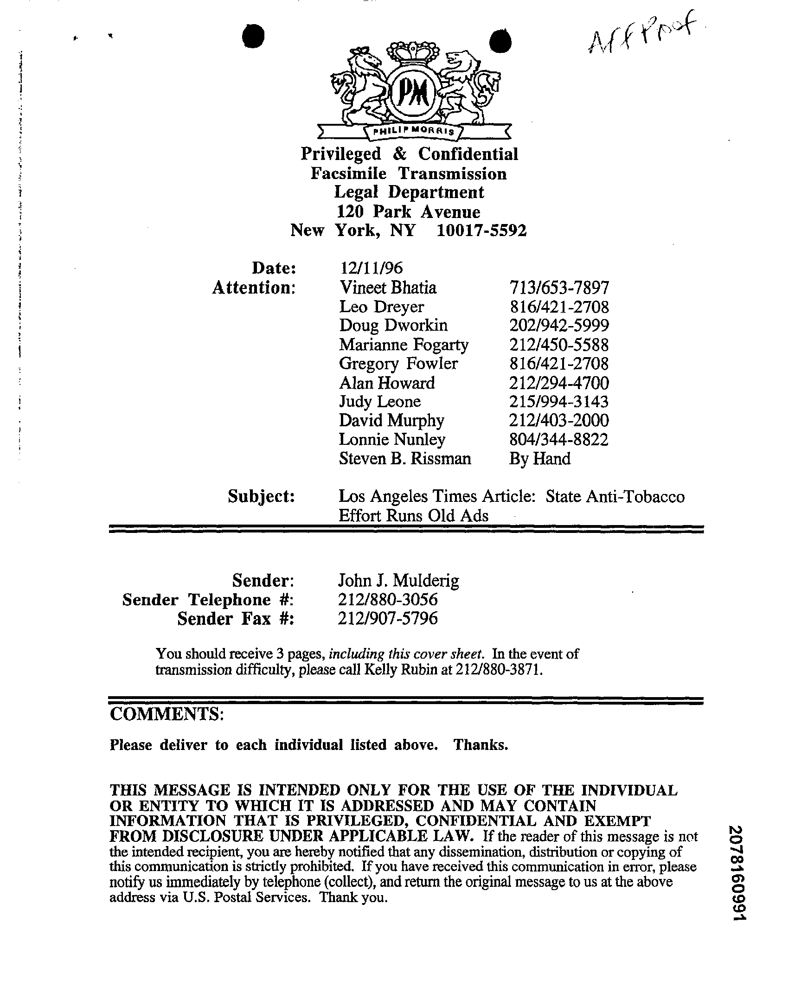 Aff Proof
PM
PHILIP MORRIS
Privileged & Confidential
Facsimile Transmission
Legal Department
120 Park Avenue
New York, NY 10017-5592
Date: 12/11/96
Attention: Vineet Bhatia 713/653-7897
Leo Dreyer 816/421-2708
Doug Dworkin 202/942-5999
Marianne Fogarty 212/450-5588
Gregory Fowler 816/421-2708
Alan Howard 212/294-4700
Judy Leone 215/994-3143
David Murphy 212/403-2000
Lonnie Nunley 804/344-8822
Steven B. Rissman By Hand
Subject: Los Angeles Times Article: State Anti-Tobacco
Effort Runs Old Ads
Sender: John J. Mulderig
Sender Telephone #: 212/880-3056
Sender Fax #: 212/907-5796
You should receive 3 pages, including this cover sheet. In the event of
transmission difficulty, please call Kelly Rubin at 212/880-3871.
COMMENTS:
Please deliver to each individual listed above. Thanks.
THIS MESSAGE IS INTENDED ONLY FOR THE USE OF THE INDIVIDUAL
OR ENTITY TO WHICH IT IS ADDRESSED AND MAY CONTAIN
INFORMATION THAT IS PRIVILEGED, CONFIDENTIAL AND EXEMPT
FROM DISCLOSURE UNDER APPLICABLE LAW. If the reader of this message is not
the intended recipient, you are hereby notified that any dissemination, distribution or copying of
this communication is strictly prohibited. If you have received this communication in error, please
notify us immediately by telephone (collect), and return the original message to us at the above
address via U.S. Postal Services. Thank you.
2078160991